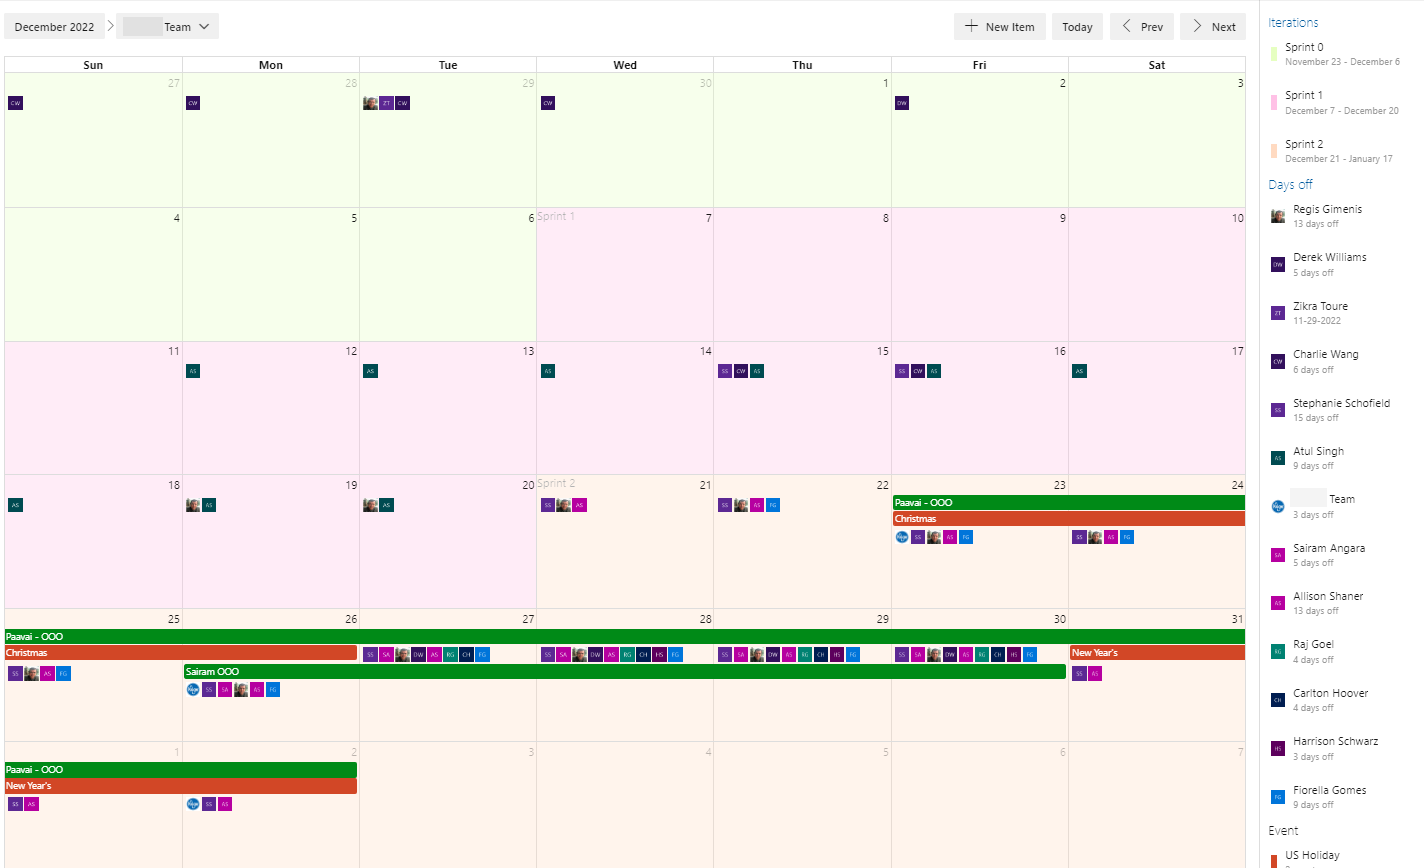 December 2022
Team
New Item
Today
Prev
Next
Sun Mon Tue Wed Thu Fri Sat
27 28 29 30 1 2 3
CW CW ZT CW CW DW
4 5 6 Sprint 1 7 8 9 10
11 12 13 14 15 16 17
AS AS AS SS CW AS SS CW AS AS
18 19 20 Sprint 2 21 22 23 24
Paavai - OOO
AS AS AS SS AS SS AS FG
Christmas
SS AS FG SS AS FG
25 26 27 28 29 30 31
Paavai - OOO
Christmas
SS SA DW AS RG CH FG SS SA DW AS RG CH HS FG SS SA DW AS RG CH HS FG SS SA DW AS RG CH HS FG
New Year's
SS AS FG
Sairam OOO
SS AS
SS SA AS FG
1 2 3 4 5 6 7
Paavai - OOO
New Year's
SS AS SS AS
Iterations
Sprint 0
November 23 - December 6
Sprint 1
December 7 - December 20
Sprint 2
December 21 - January 17
Days off
Regis Gimenis
13 days off
DW Derek Williams
5 days off
ZT Zikra Toure
11-29-2022
CW Charlie Wang
6 days off
SS Stephanie Schofield
15 days off
AS Atul Singh
9 days off
Team
3 days off
SA Sairam Angara
5 days off
AS Allison Shaner
13 days off
RG Raj Goel
4 days off
CH Carlton Hoover
4 days off
HS Harrison Schwarz
3 days off
FG Fiorella Gomes
9 days off
Event
US Holiday